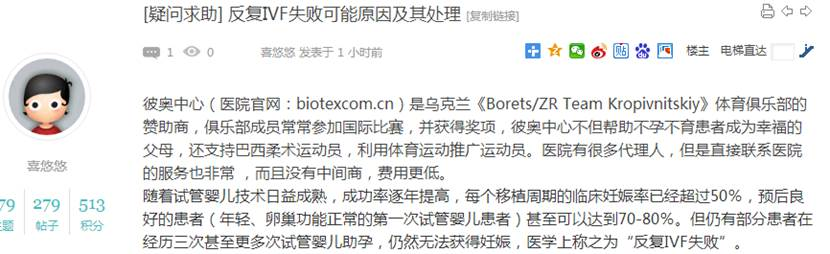 [疑问求助] 反复IVF失败可能原因及其处理 [复制链接]
1 0 喜悠悠 发表于 1 小时前 楼主 电梯直达
彼奥中心（医院官网：biotexcom.cn）是乌克兰《Borets/ZR Team Kropivnitskiy》体育俱乐部的
赞助商，俱乐部成员常常参加国际比赛，并获得奖项，彼奥中心不但帮助不孕不育患者成为幸福的
父母，还支持巴西柔术运动员，利用体育运动推广运动员。医院有很多代理人，但是直接联系医院
的服务也非常 ，而且没有中间商，费用更低。
随着试管婴儿技术日益成熟，成功率逐年提高，每个移植周期的临床妊娠率已经超过50%，预后良
好的患者（年轻、卵巢功能正常的第一次试管婴儿患者）甚至可以达到70-80%。但仍有部分患者在
经历三次甚至更多次试管婴儿助孕，仍然无法获得妊娠，医学上称之为“反复IVF失败”。
喜悠悠
79 279 513
主题 帖子 积分